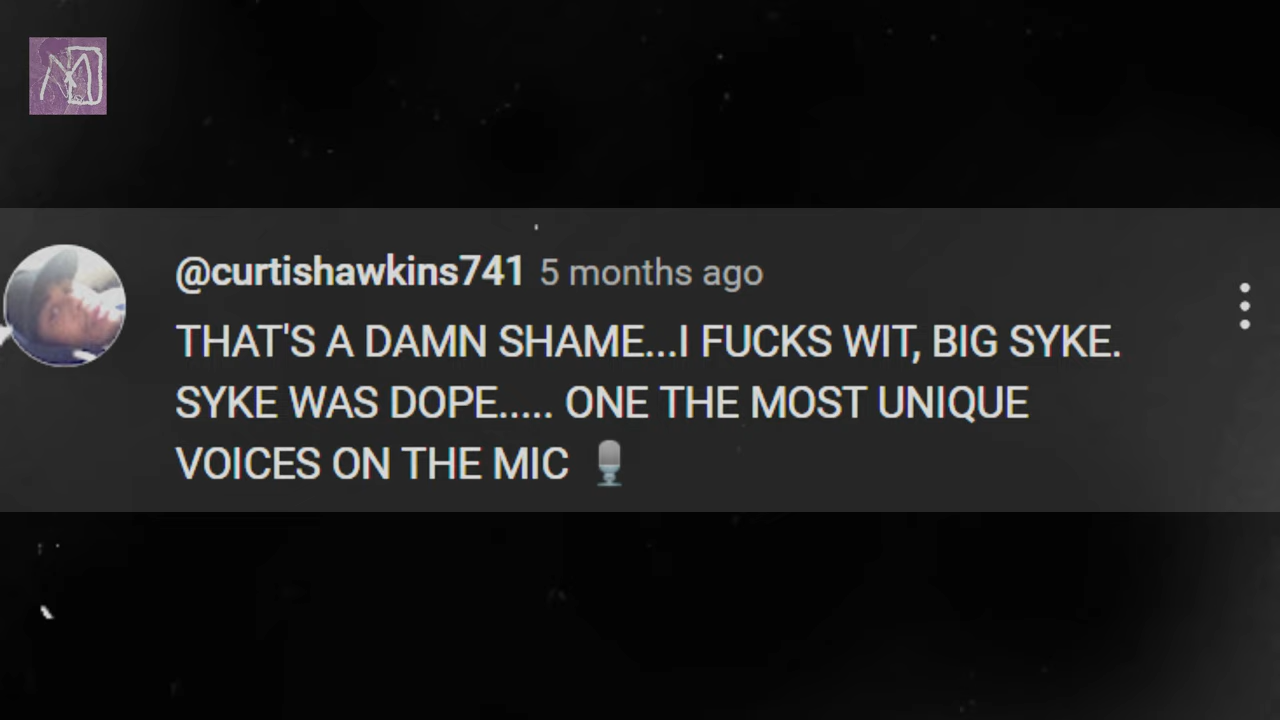 @curtishawkins741 5 months ago
THAT'S A DAMN SHAME...I FUCKS WIT, BIG SYKE.
SYKE WAS DOPE..... ONE THE MOST UNIQUE
VOICES ON THE MIC 🎙️